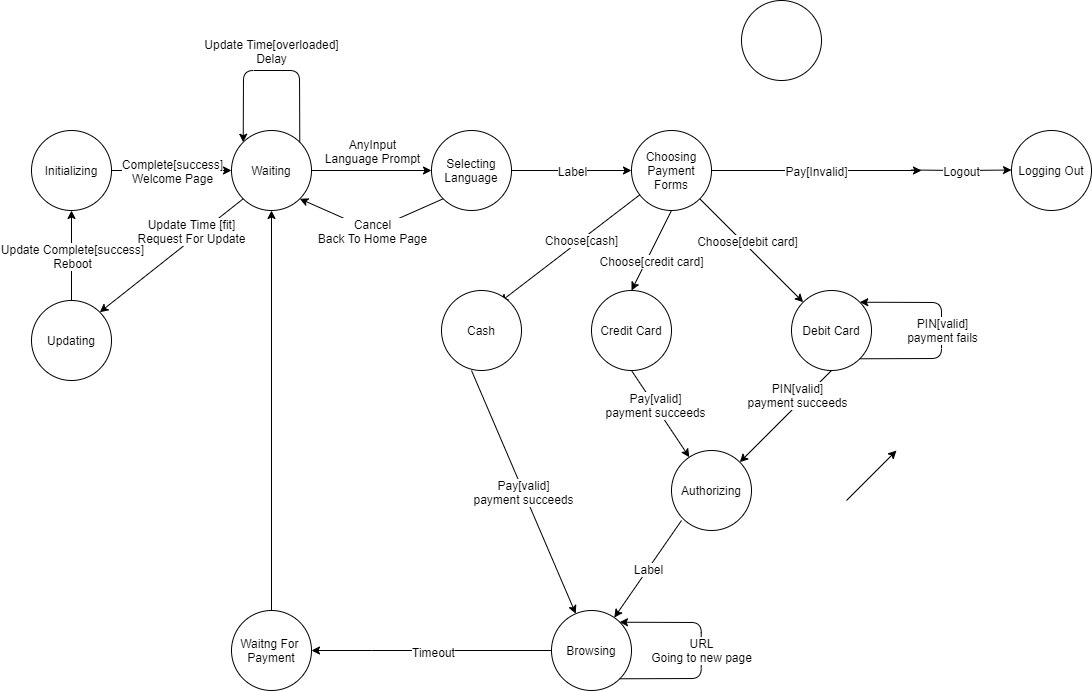 Update Time[overloaded]
Delay
Initializing
Complete[success]
Welcome Page
Waiting
AnyInput
Language Prompt
Selecting
Language
Label
Choosing
Payment
Forms
Pay[Invalid]
Logout
Logging Out
Update Time [fit]
Request For Update
Cancel
Back To Home Page
Update Complete[success]
Reboot
Choose[cash]
Choose[credit card]
Choose[debit card]
Updating
Cash
Credit Card
Debit Card
PIN[valid]
payment fails
Pay[valid]
payment succeeds
PIN[valid]
payment succeeds
Pay[valid]
payment succeeds
Authorizing
Label
Waitng For
Payment
Timeout
Browsing
URL
Going to new page